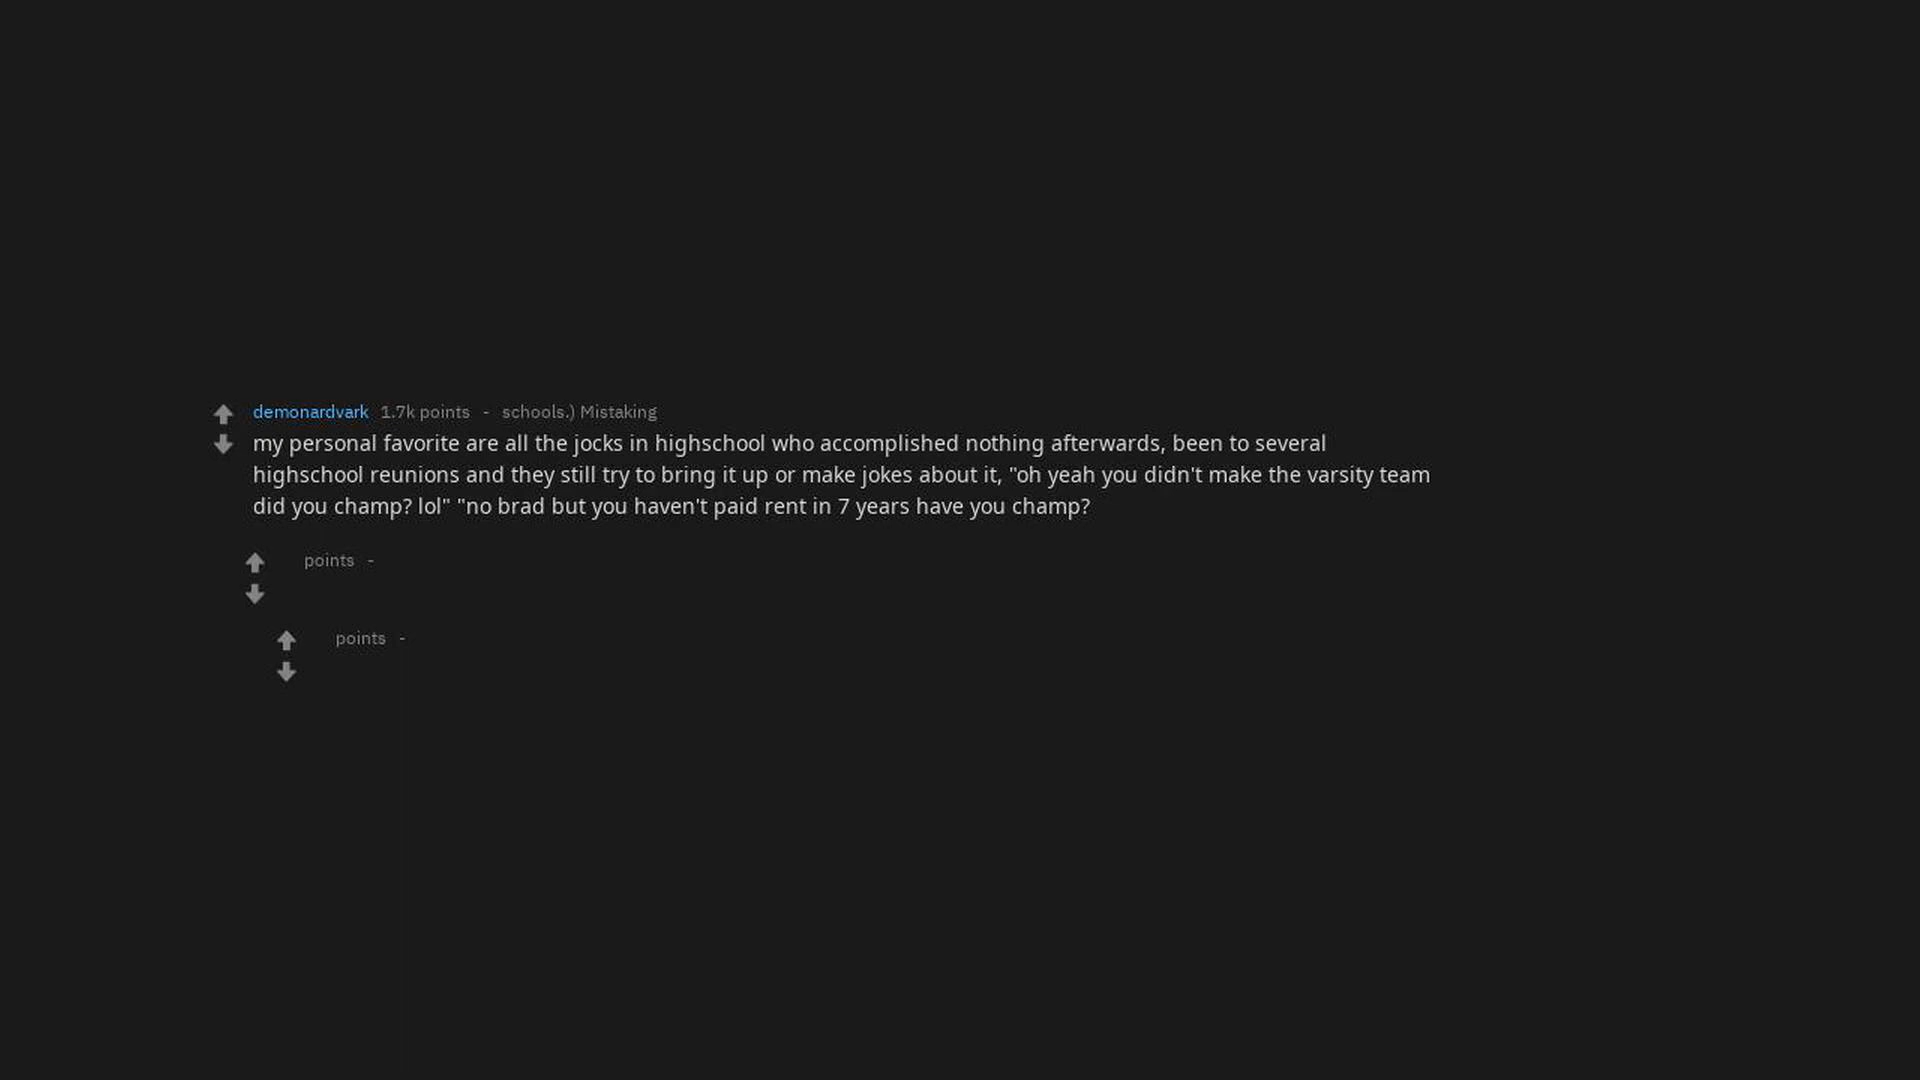 demonardvark 1.7k points - schools.) Mistaking
my personal favorite are all the jocks in highschool who accomplished nothing afterwards, been to several
highschool reunions and they still try to bring it up or make jokes about it, "oh yeah you didn't make the varsity team
did you champ? lol" "no brad but you haven't paid rent in 7 years have you champ?
points -
points -